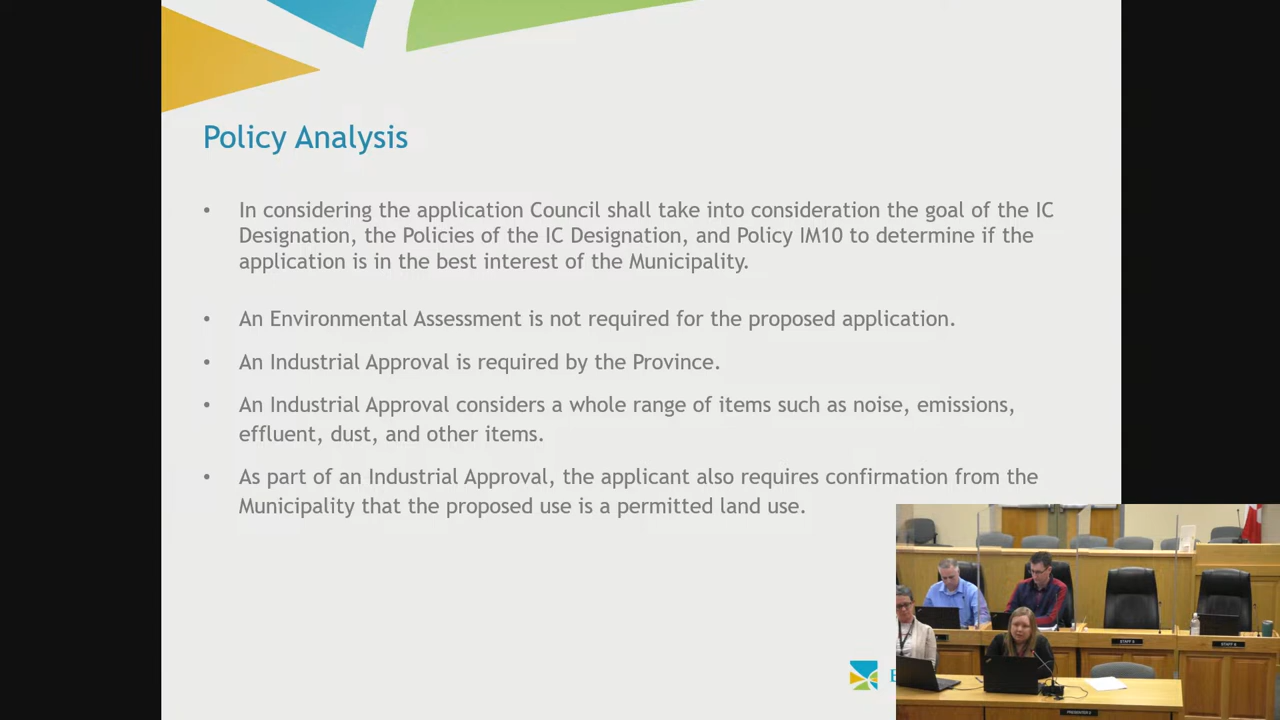 Policy Analysis
• In considering the application Council shall take into consideration the goal of the IC
Designation, the Policies of the IC Designation, and Policy IM10 to determine if the
application is in the best interest of the Municipality.
• An Environmental Assessment is not required for the proposed application.
• An Industrial Approval is required by the Province.
• An Industrial Approval considers a whole range of items such as noise, emissions,
effluent, dust, and other items.
• As part of an Industrial Approval, the applicant also requires confirmation from the
Municipality that the proposed use is a permitted land use.